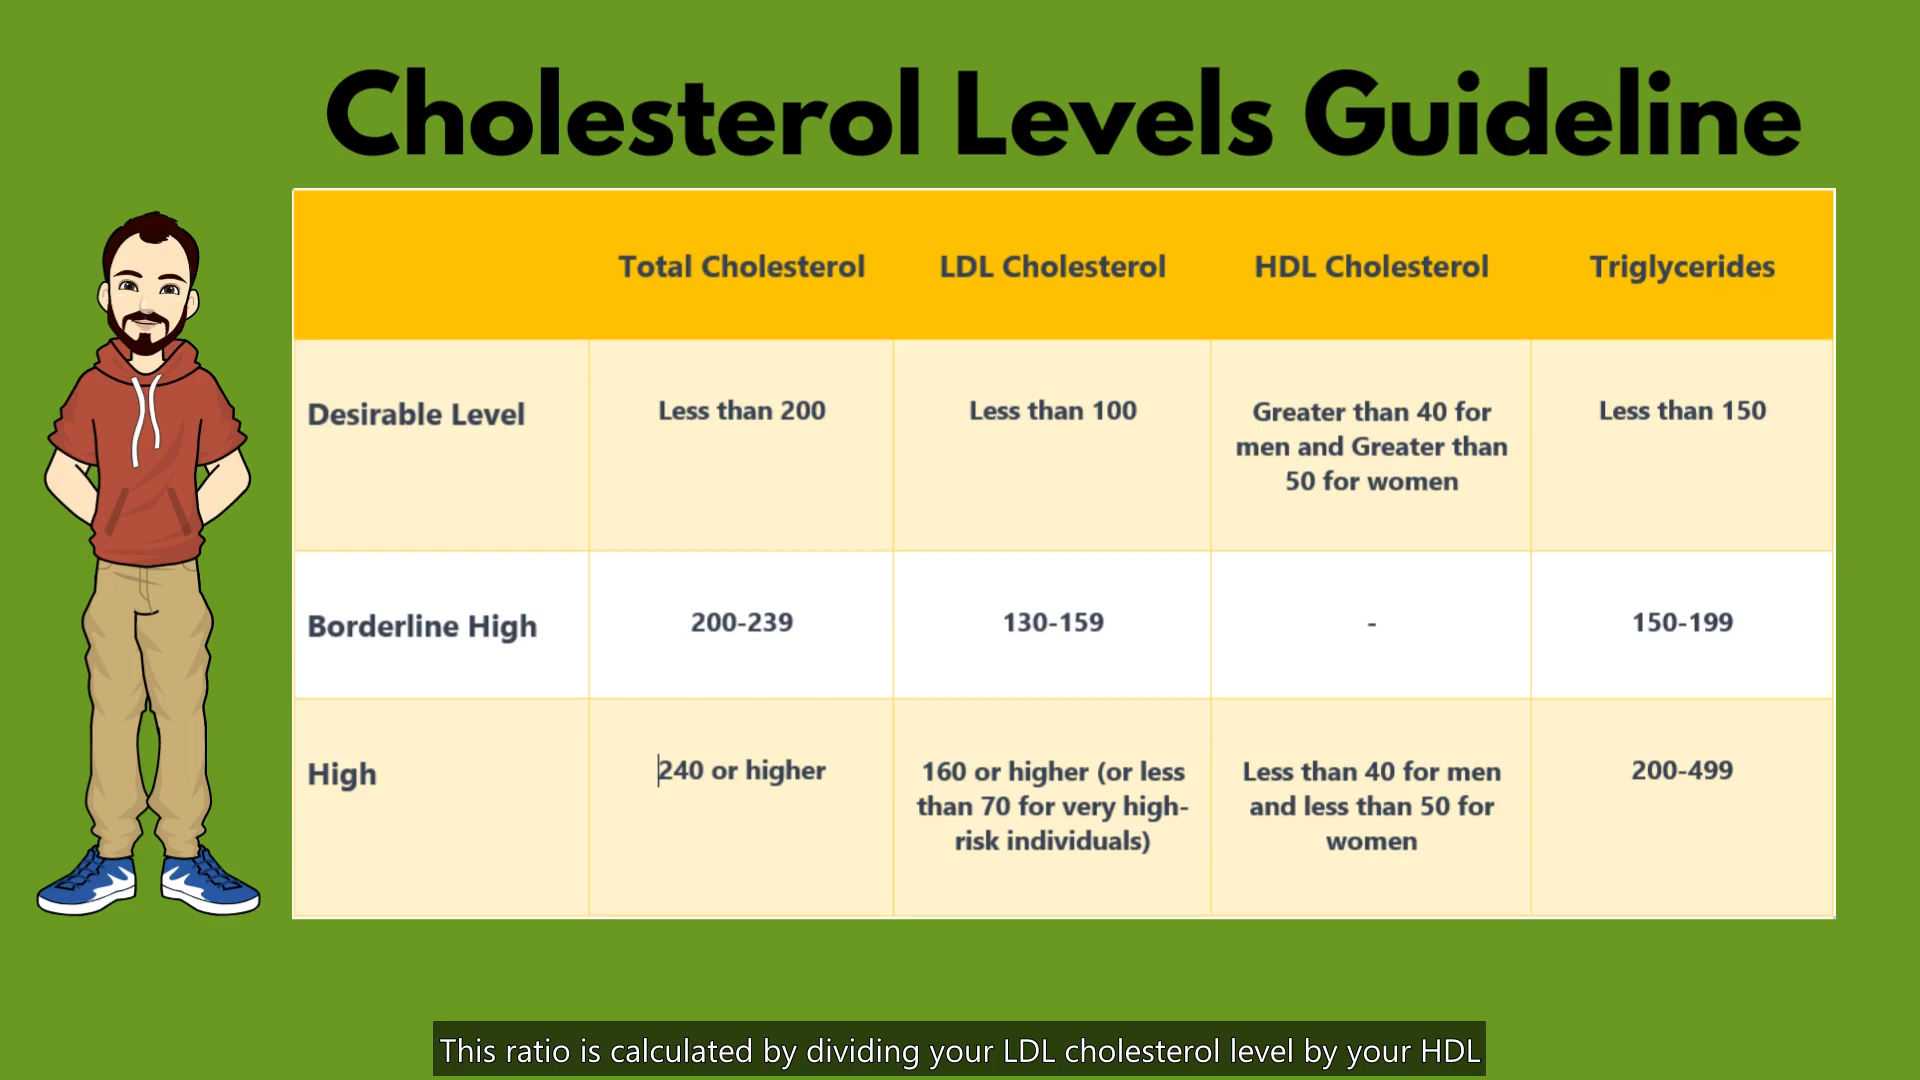 Cholesterol Levels Guideline
Total Cholesterol LDL Cholesterol HDL Cholesterol Triglycerides
Desirable Level
Less than 200
Less than 100
Greater than 40 for
men and Greater than
50 for women
Less than 150
Borderline High
200-239
130-159
-
150-199
High
240 or higher
160 or higher (or less
than 70 for very high-
risk individuals)
Less than 40 for men
and less than 50 for
women
200-499
This ratio is calculated by dividing your LDL cholesterol level by your HDL